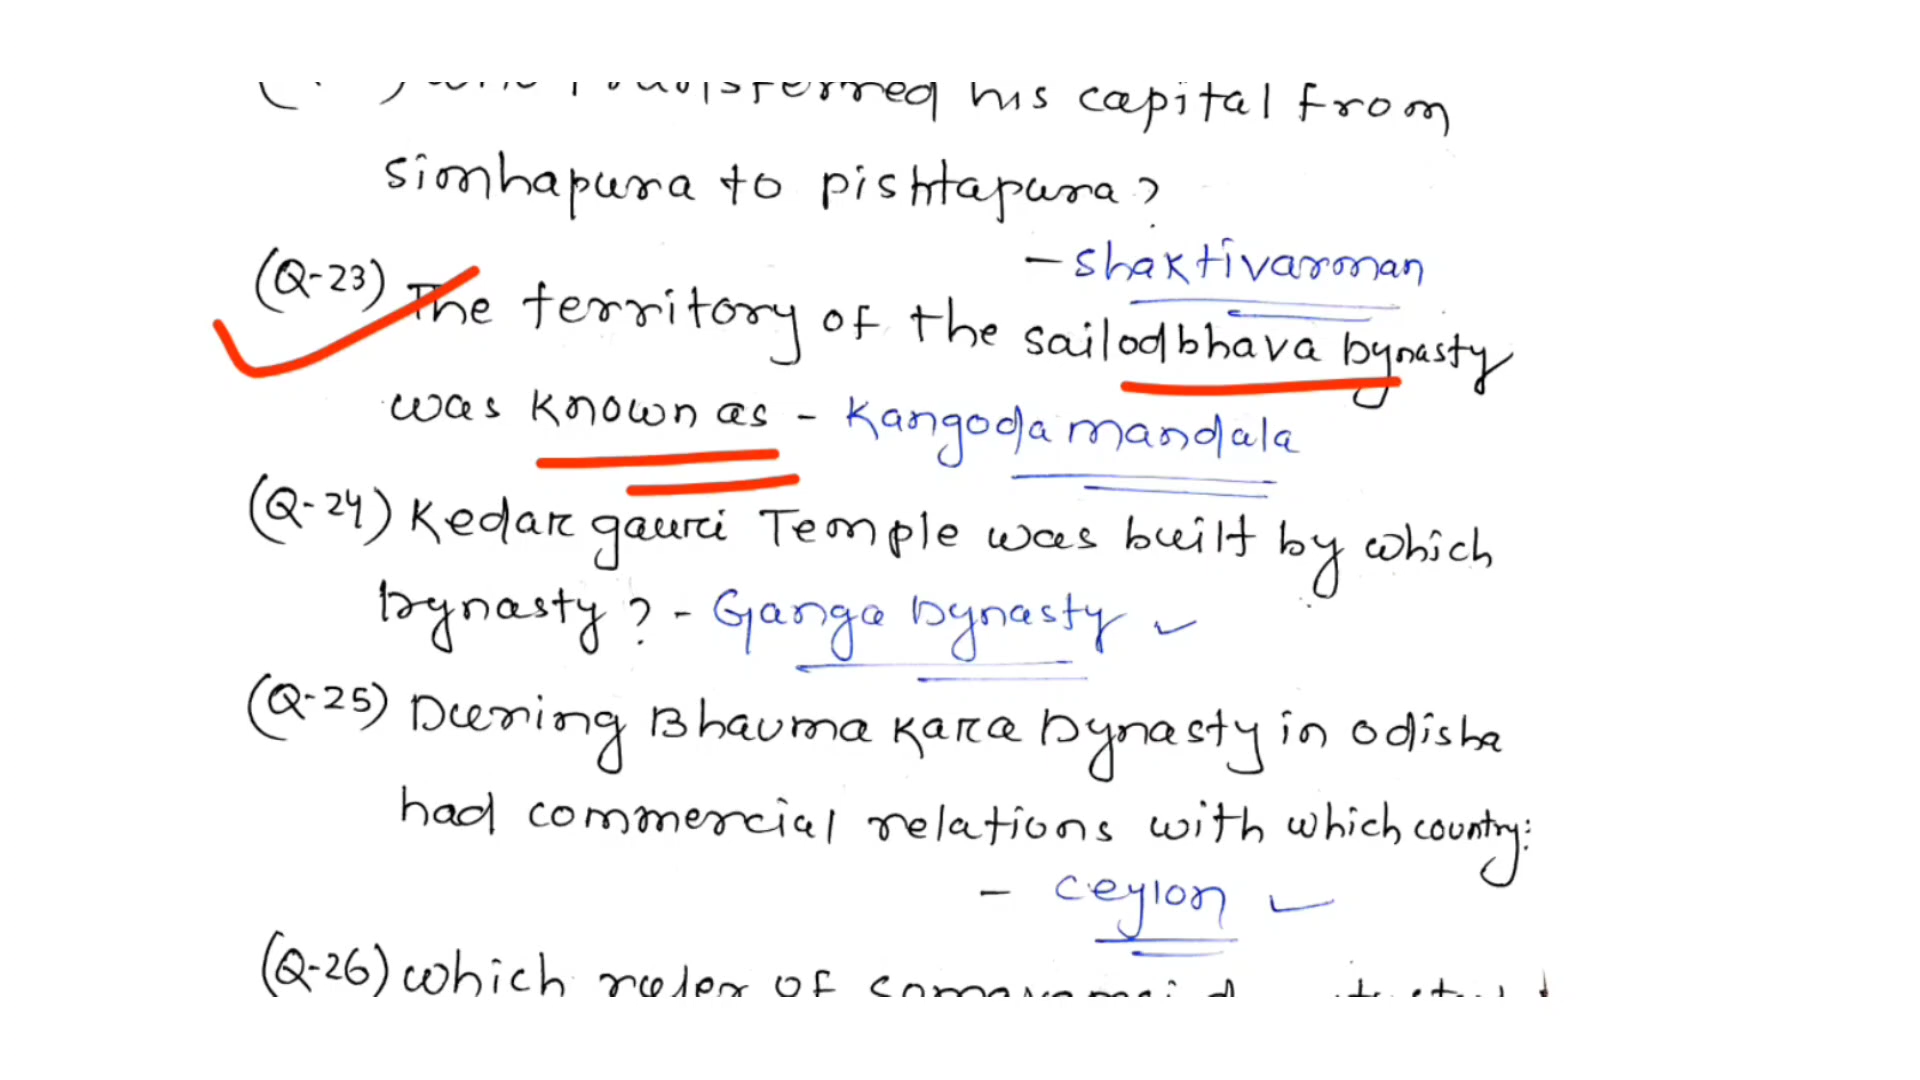 transferred his capital from
simhapura to pishtapura?
- shaktivarman
(Q-23) The territory of the sailodbhava Dynasty
was known as - Kangoda mandala
(Q-24) Kedar gauri Temple was built by which
Dynasty? - Ganga Dynasty
(Q-25) During Bhauma Kara Dynasty in odisha
had commercial relations with which country:
- ceylon
(Q-26) which ruler of